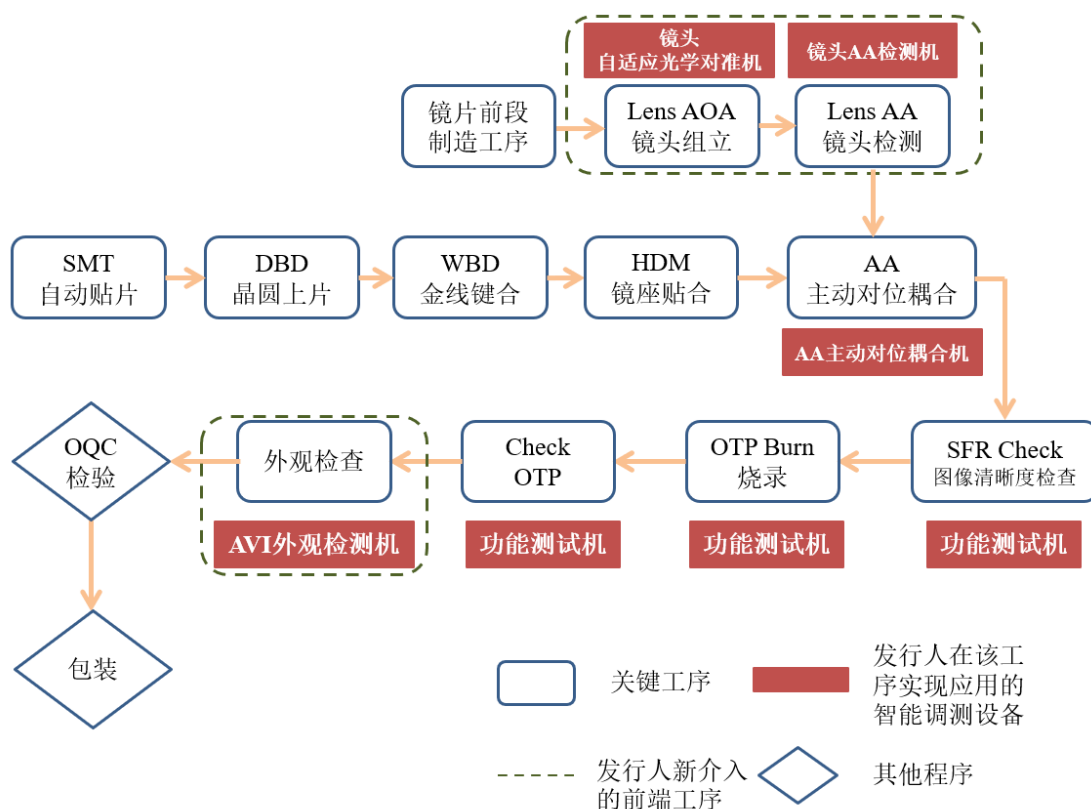 镜头
自适应光学对准机
镜头AA检测机
镜片前段
制造工序
Lens AOA
镜头组立
Lens AA
镜头检测
SMT
自动贴片
DBD
晶圆上片
WBD
金线键合
HDM
镜座贴合
AA
主动对位耦合
AA主动对位耦合机
OQC
检验
外观检查
Check
OTP
OTP Burn
烧录
SFR Check
图像清晰度检查
AVI外观检测机
功能测试机
功能测试机
功能测试机
包装
关键工序
发行人在该工
序实现应用的
智能调测设备
发行人新介入
的前端工序
其他程序